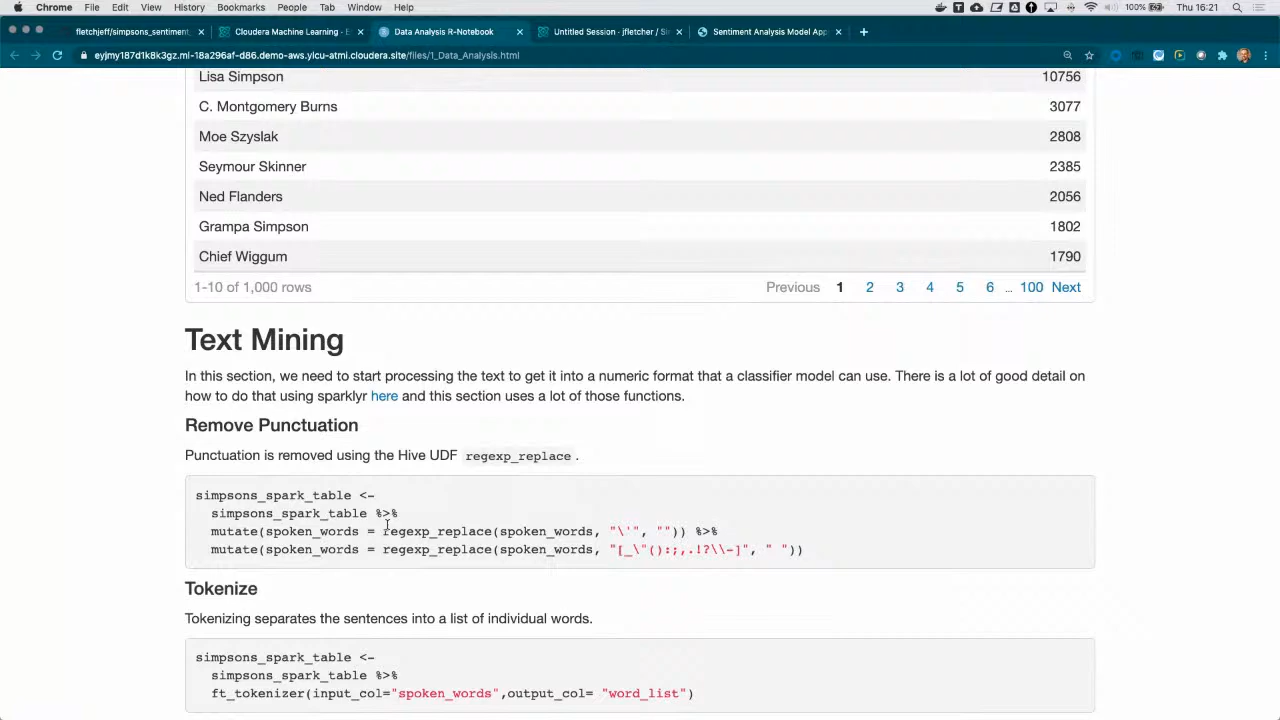 Chrome File Edit View History Bookmarks People Tab Window Help 100% Thu 16:21
fletchjeff/simpsons_sentiment_ × Cloudera Machine Learning - E × Data Analysis R-Notebook × Untitled Session - jfletcher / Si × Sentiment Analysis Model App × +
eyjmy187d1k8k3gz.ml-18a296af-d86.demo-aws.ylcu-atmi.cloudera.site/files/1_Data_Analysis.html
Lisa Simpson 10756
C. Montgomery Burns 3077
Moe Szyslak 2808
Seymour Skinner 2385
Ned Flanders 2056
Grampa Simpson 1802
Chief Wiggum 1790
1-10 of 1,000 rows Previous 1 2 3 4 5 6 ... 100 Next
Text Mining
In this section, we need to start processing the text to get it into a numeric format that a classifier model can use. There is a lot of good detail on
how to do that using sparklyr here and this section uses a lot of those functions.
Remove Punctuation
Punctuation is removed using the Hive UDF regexp_replace .
simpsons_spark_table <-
simpsons_spark_table %>%
mutate(spoken_words = regexp_replace(spoken_words, "\'", "")) %>%
mutate(spoken_words = regexp_replace(spoken_words, "[_\"():;,.!?\\-]", " "))
Tokenize
Tokenizing separates the sentences into a list of individual words.
simpsons_spark_table <-
simpsons_spark_table %>%
ft_tokenizer(input_col="spoken_words",output_col= "word_list")